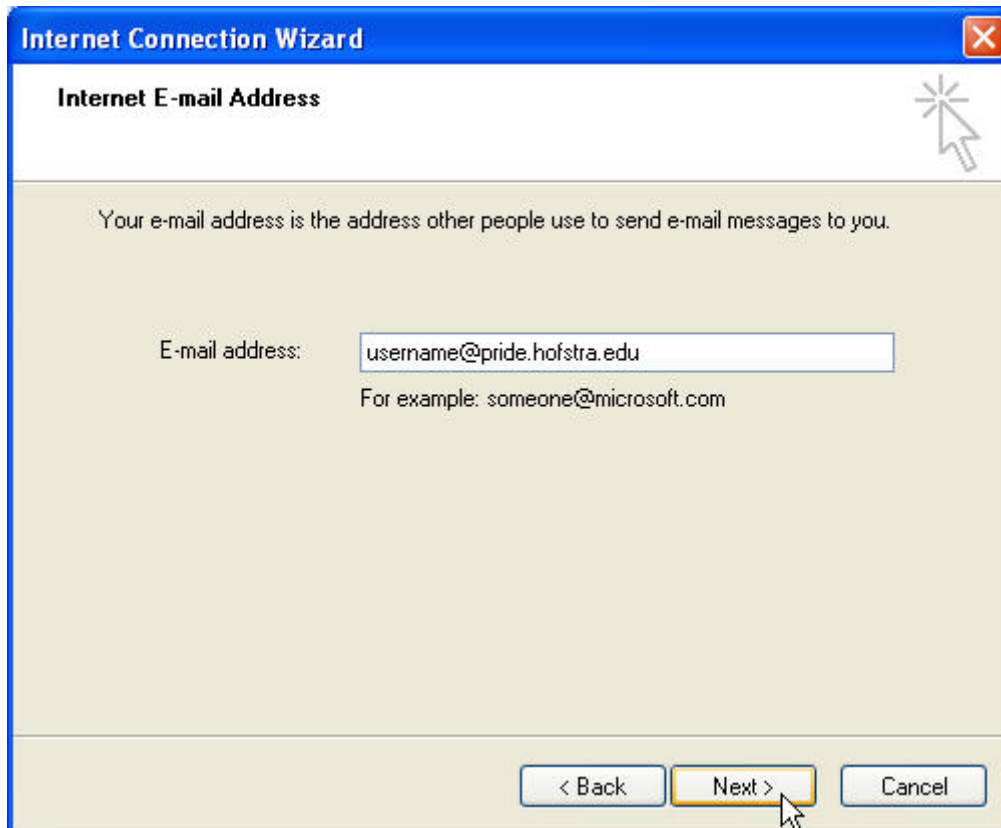 Internet Connection Wizard
Internet E-mail Address
Your e-mail address is the address other people use to send e-mail messages to you.
E-mail address: username@pride.hofstra.edu
For example: someone@microsoft.com
< Back Next > Cancel